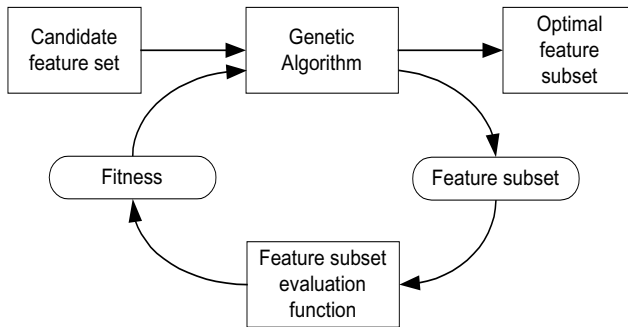 Candidate
feature set
Genetic
Algorithm
Optimal
feature
subset
Fitness
Feature subset
Feature subset
evaluation
function